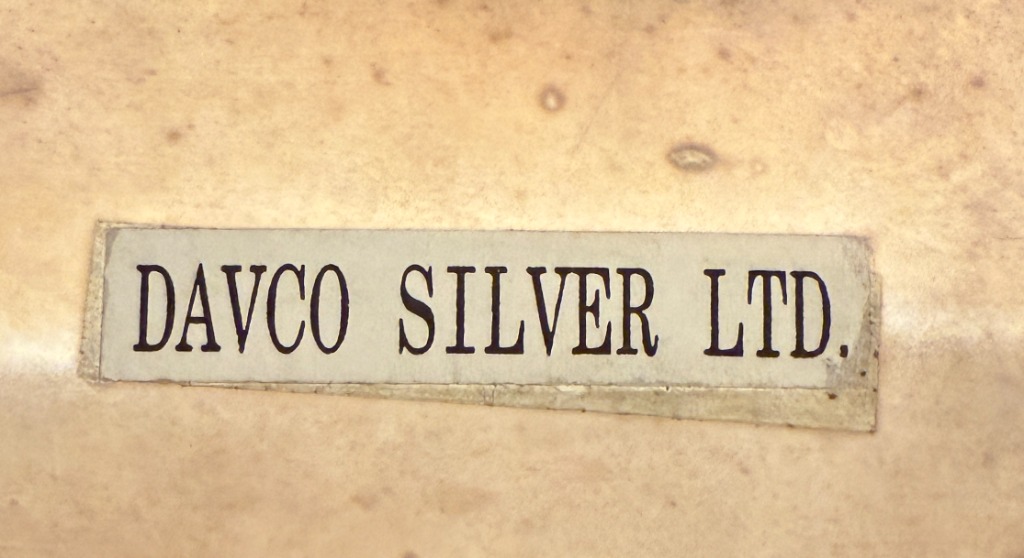 DAVCO SILVER LTD.